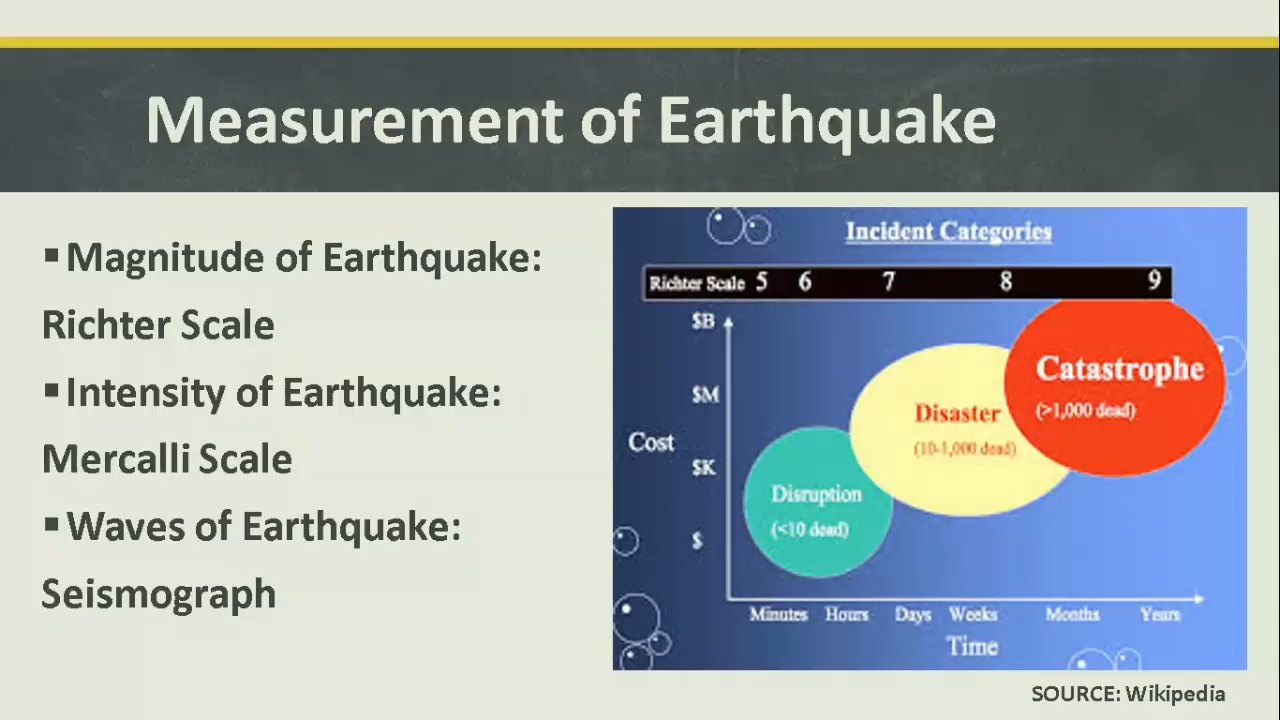 Measurement of Earthquake
▪Magnitude of Earthquake:
Richter Scale
▪Intensity of Earthquake:
Mercalli Scale
▪Waves of Earthquake:
Seismograph
Incident Categories
Richter Scale 5 6 7 8 9
$B
$M
Cost
$K
$
Catastrophe
(>1,000 dead)
Disaster
(10-1,000 dead)
Disruption
(<10 dead)
Minutes Hours Days Weeks Months Years
Time
SOURCE: Wikipedia